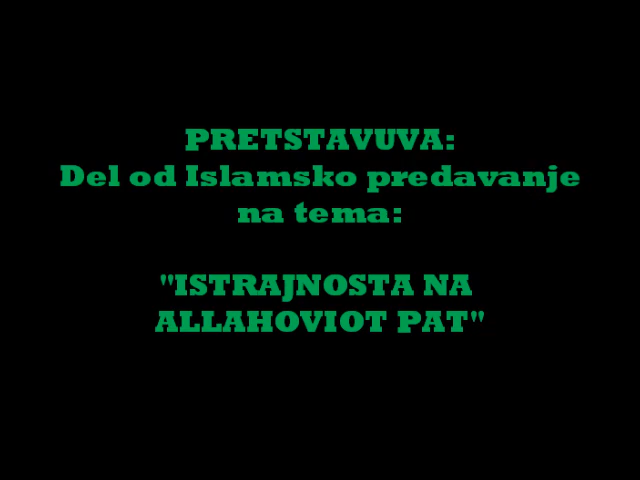 PRETSTAVUVA:
Del od Islamsko predavanje
na tema:
"ISTRAJNOSTA NA
ALLAHOVIOT PAT"